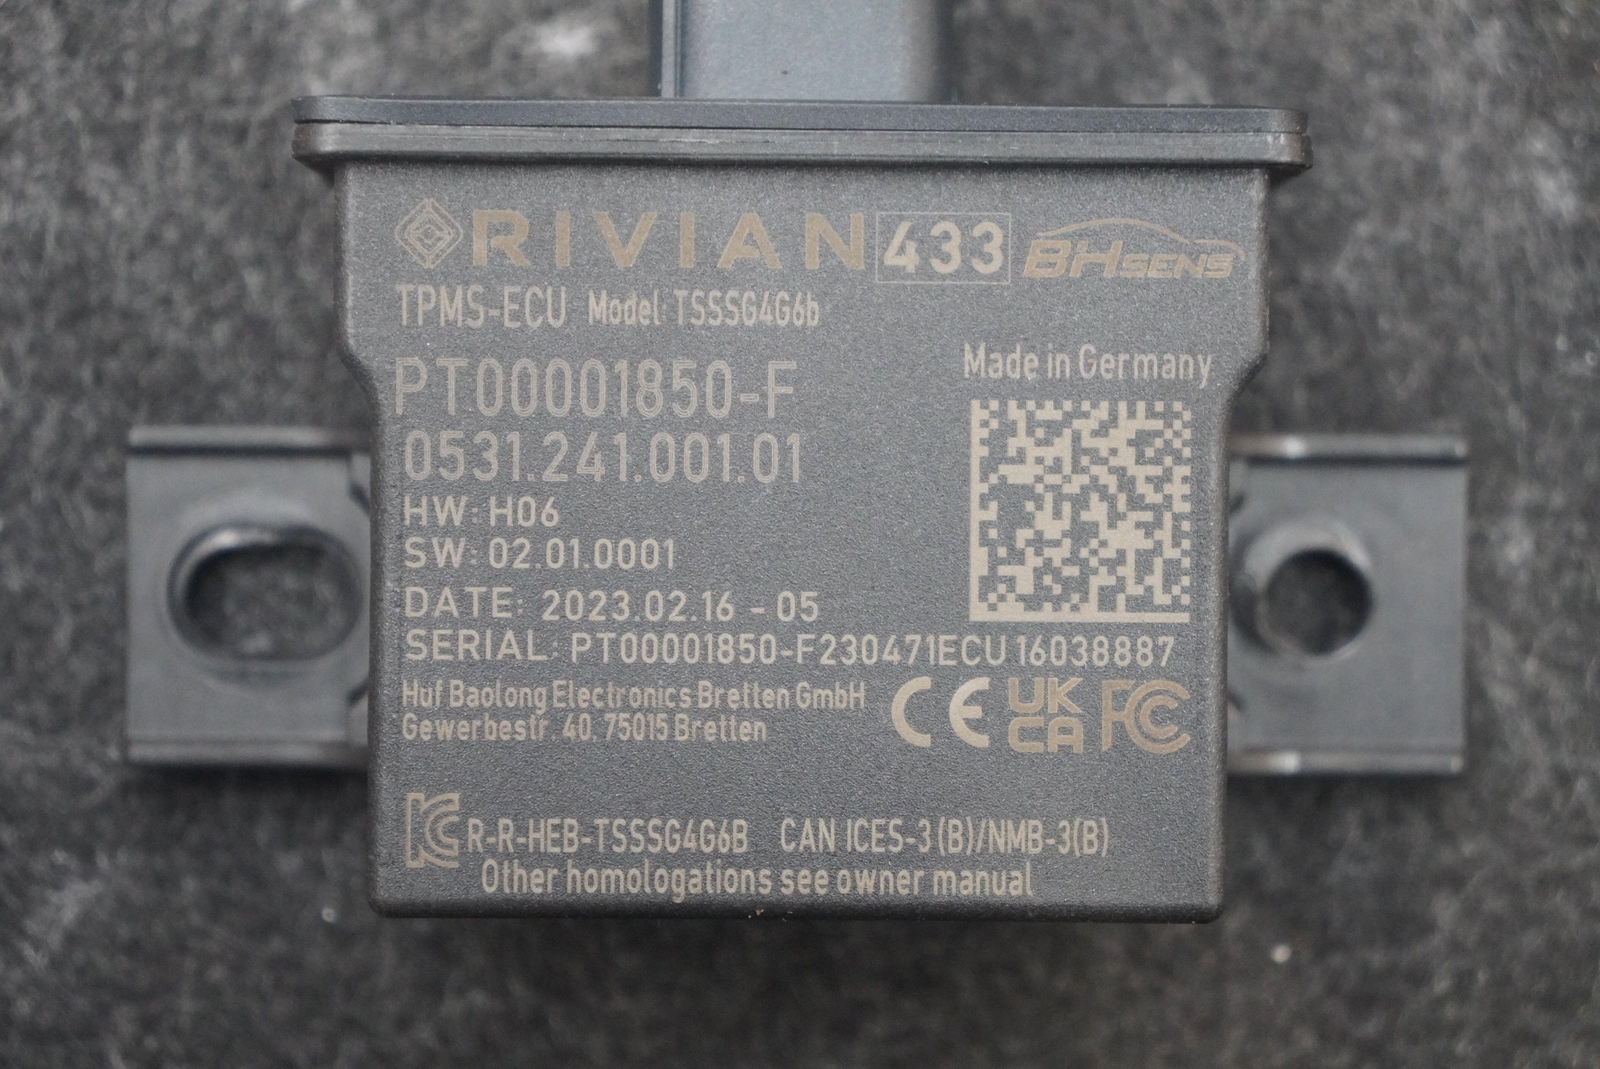 RIVIAN 433 BHSENS
TPMS-ECU Model TSSSG4G6b
PT00001850-F
Made in Germany
0531.241.001.01
HW: H06
SW: 02.01.0001
DATE: 2023.02.16 - 05
SERIAL: PT00001850-F230471ECU16038887
Huf Baolong Electronics Bretten GmbH
Gewerbestr. 40, 75015 Bretten
CE UK CA FC
KC R-R-HEB-TSSSG4G6B CAN ICES-3 (B)/NMB-3(B)
Other homologations see owner manual